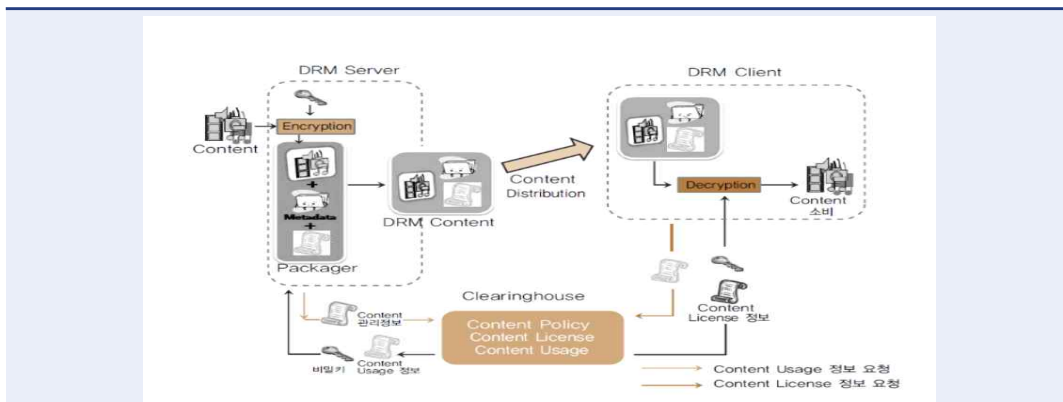 DRM Server
DRM Client
Encryption
Content
+
Metadata
+
Packager
DRM Content
Content
Distribution
Decryption
Content
소비
Clearinghouse
Content
관리정보
Content Policy
Content License
Content Usage
비밀키
Content
Usage 정보
Content
License 정보
Content Usage 정보 요청
Content License 정보 요청